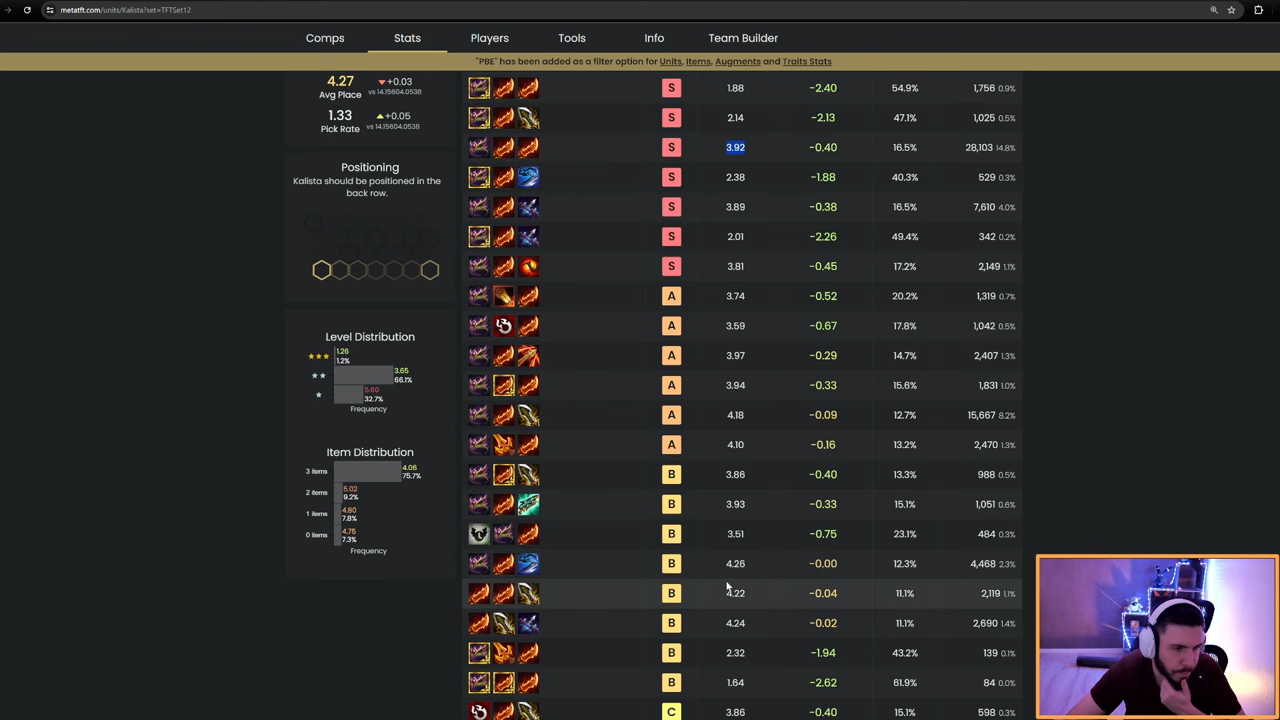 metatft.com/units/Kalista?set=TFTSet12
Comps Stats Players Tools Info Team Builder
"PBE" has been added as a filter option for Units, Items, Augments and Traits Stats
4.27 +0.03
Avg Place vs 14.15604.0538
1.33 +0.05
Pick Rate vs 14.15604.0538
Positioning
Kalista should be positioned in the
back row.
Level Distribution
1.26
1.2%
3.65
66.1%
5.60
32.7%
Frequency
Item Distribution
3 items 4.06
75.7%
2 items 5.02
9.2%
1 items 4.80
7.8%
0 items 4.75
7.3%
Frequency
S 1.88 -2.40 54.9% 1,756 0.9%
S 2.14 -2.13 47.1% 1,025 0.5%
S 3.92 -0.40 16.5% 28,103 14.8%
S 2.38 -1.88 40.3% 529 0.3%
S 3.89 -0.38 16.5% 7,610 4.0%
S 2.01 -2.26 49.4% 342 0.2%
S 3.81 -0.45 17.2% 2,149 1.1%
A 3.74 -0.52 20.2% 1,319 0.7%
A 3.59 -0.67 17.8% 1,042 0.5%
A 3.97 -0.29 14.7% 2,407 1.3%
A 3.94 -0.33 15.6% 1,831 1.0%
A 4.18 -0.09 12.7% 15,667 8.2%
A 4.10 -0.16 13.2% 2,470 1.3%
B 3.86 -0.40 13.3% 988 0.5%
B 3.93 -0.33 15.1% 1,051 0.6%
B 3.51 -0.75 23.1% 484 0.3%
B 4.26 -0.00 12.3% 4,468 2.3%
B 4.22 -0.04 11.1% 2,119 1.1%
B 4.24 -0.02 11.1% 2,690 1.4%
B 2.32 -1.94 43.2% 139 0.1%
B 1.64 -2.62 61.9% 84 0.0%
C 3.86 -0.40 15.1% 598 0.3%